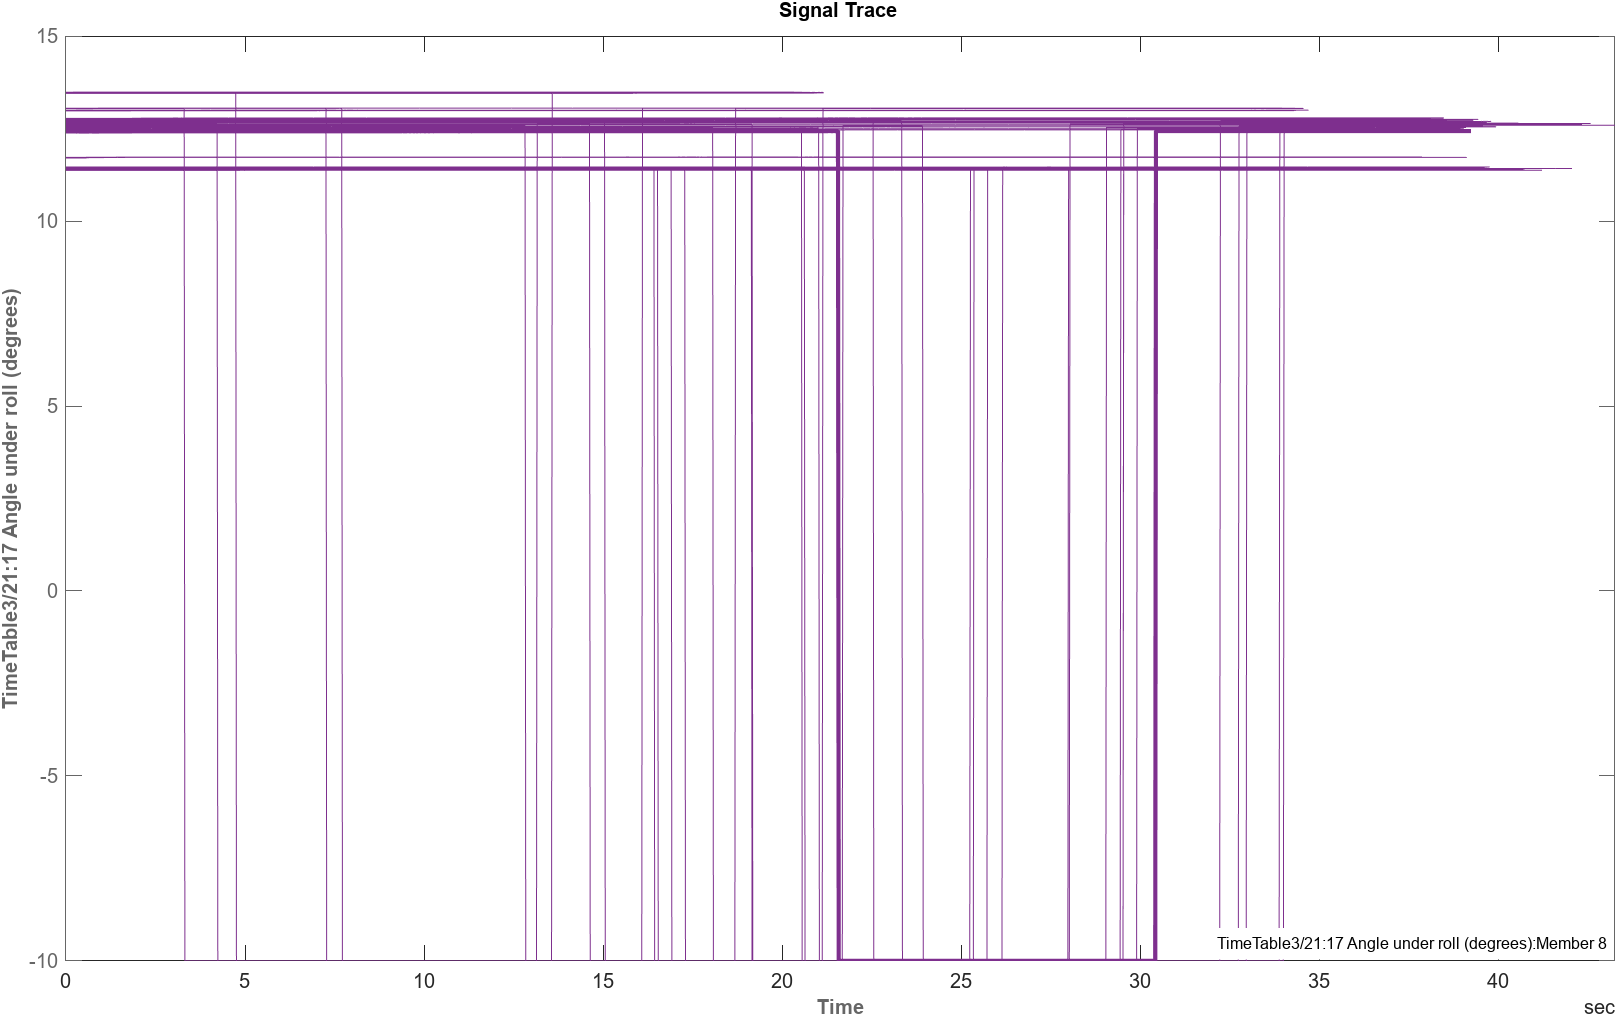 Signal Trace
15
10
5
0
-5
-10
TimeTable3/21:17 Angle under roll (degrees)
TimeTable3/21:17 Angle under roll (degrees):Member 8
0 5 10 15 20 25 30 35 40
Time
sec